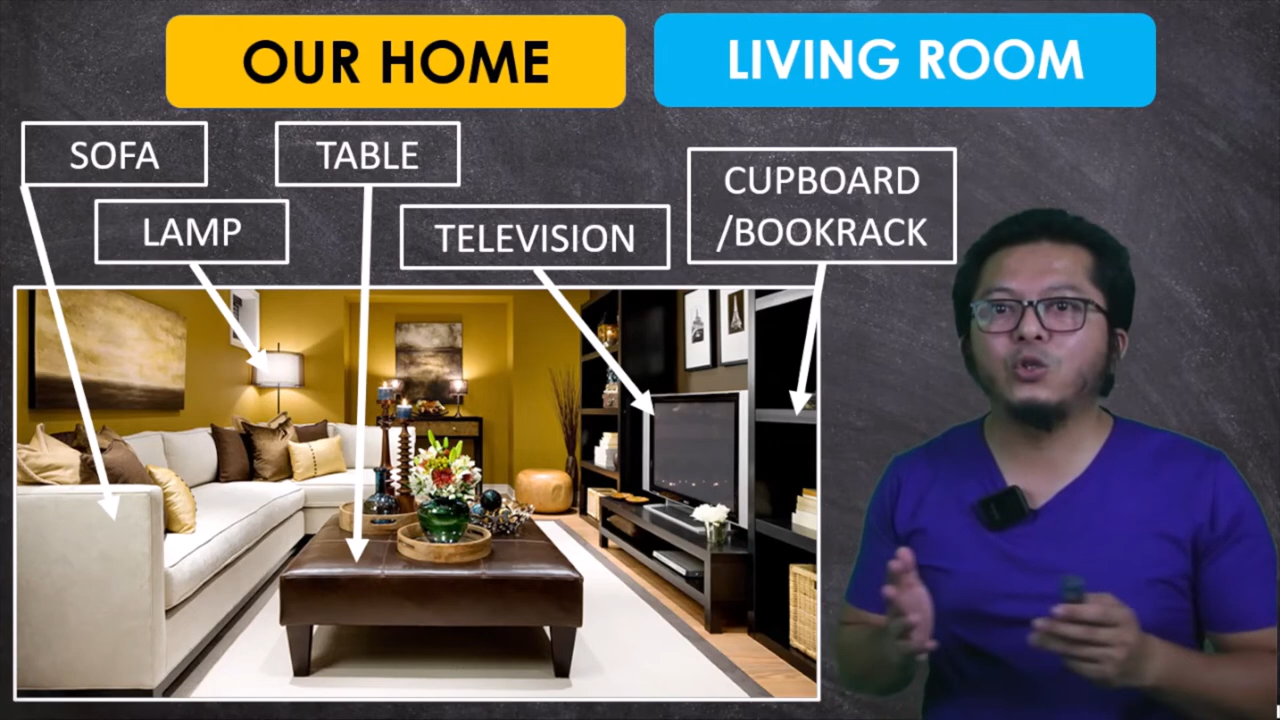 OUR HOME
LIVING ROOM
SOFA
TABLE
LAMP
TELEVISION
CUPBOARD
/BOOKRACK